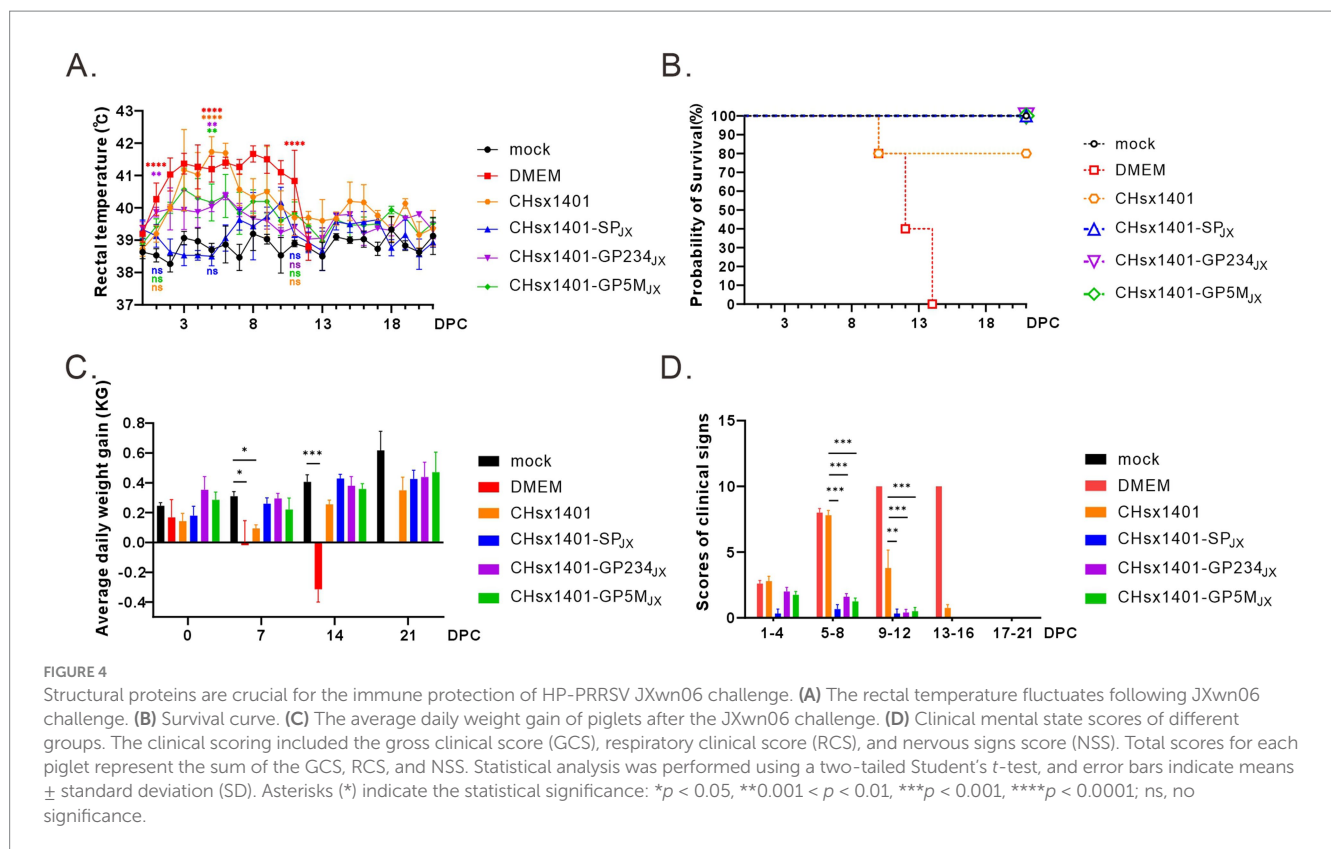 A.
Rectal temperature (℃)
43
42
41
40
39
38
37
3
8
13
18
DPC
****
**
****
****
**
**
****
ns
ns
ns
ns
ns
ns
ns
ns
mock
DMEM
CHsx1401
CHsx1401-SPJX
CHsx1401-GP234JX
CHsx1401-GP5MJX
B.
Probability of Survival(%)
100
90
80
70
60
50
40
30
20
10
0
3
8
13
18
DPC
mock
DMEM
CHsx1401
CHsx1401-SPJX
CHsx1401-GP234JX
CHsx1401-GP5MJX
C.
Average daily weight gain (KG)
0.8
0.6
0.4
0.2
0.0
-0.2
-0.4
*
*
***
0
7
14
21
DPC
mock
DMEM
CHsx1401
CHsx1401-SPJX
CHsx1401-GP234JX
CHsx1401-GP5MJX
D.
Scores of clinical signs
15
10
5
0
***
***
***
***
***
**
1-4
5-8
9-12
13-16
17-21
DPC
mock
DMEM
CHsx1401
CHsx1401-SPJX
CHsx1401-GP234JX
CHsx1401-GP5MJX
FIGURE 4
Structural proteins are crucial for the immune protection of HP-PRRSV JXwn06 challenge. (A) The rectal temperature fluctuates following JXwn06
challenge. (B) Survival curve. (C) The average daily weight gain of piglets after the JXwn06 challenge. (D) Clinical mental state scores of different
groups. The clinical scoring included the gross clinical score (GCS), respiratory clinical score (RCS), and nervous signs score (NSS). Total scores for each
piglet represent the sum of the GCS, RCS, and NSS. Statistical analysis was performed using a two-tailed Student's t-test, and error bars indicate means
± standard deviation (SD). Asterisks (*) indicate the statistical significance: *p < 0.05, **0.001 < p < 0.01, ***p < 0.001, ****p < 0.0001; ns, no
significance.